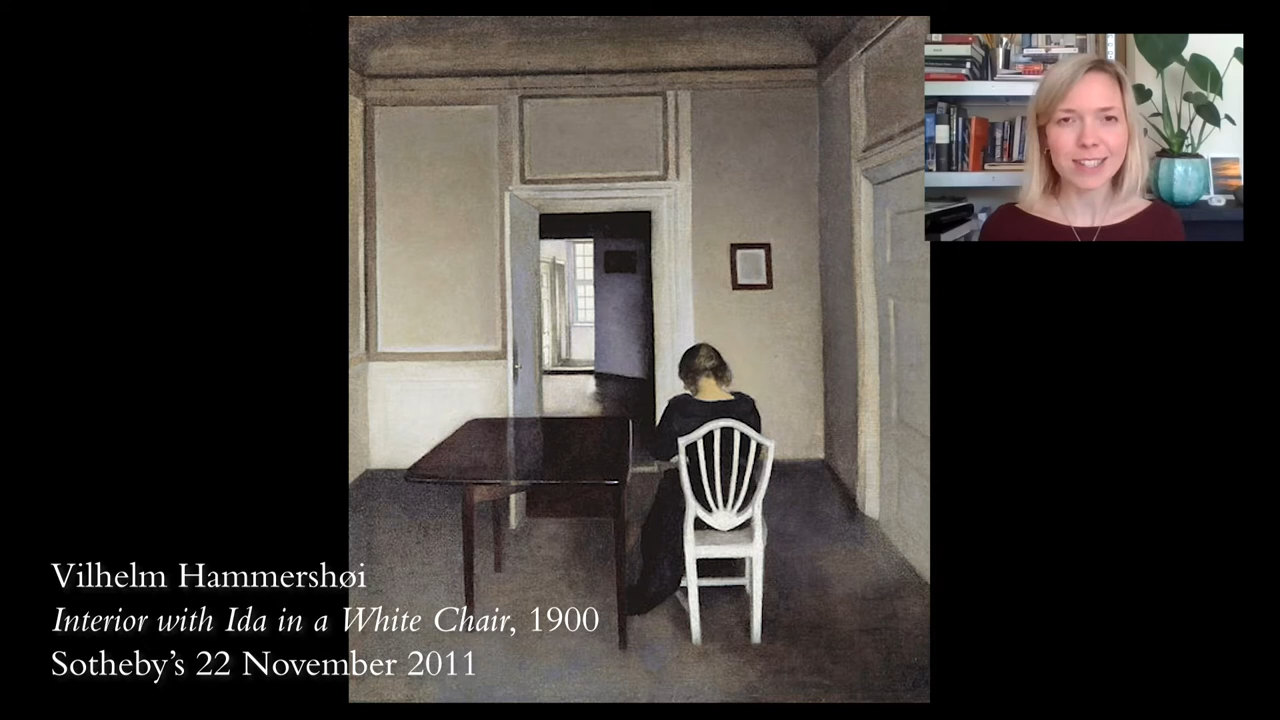 Vilhelm Hammershøi
Interior with Ida in a White Chair, 1900
Sotheby’s 22 November 2011